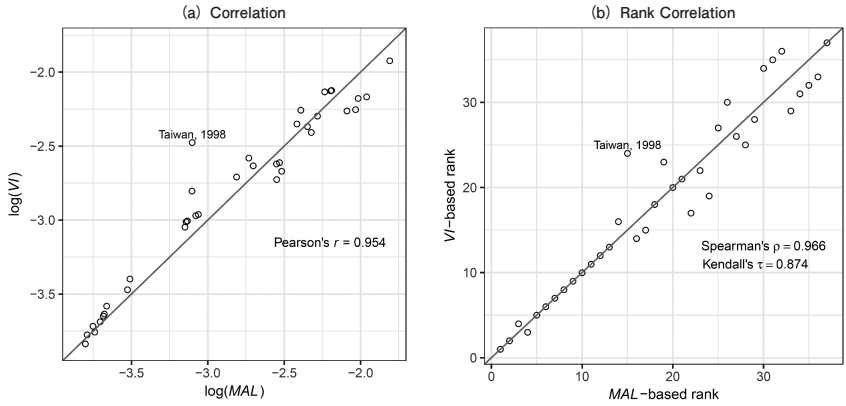 (a) Correlation
−2.0
−2.5
−3.0
−3.5
log(VI)
Taiwan, 1998
Pearson's r = 0.954
−3.5 −3.0 −2.5 −2.0
log(MAL)
(b) Rank Correlation
30
20
10
0
VI−based rank
Taiwan, 1998
Spearman's ρ = 0.966
Kendall's τ = 0.874
0 10 20 30
MAL−based rank